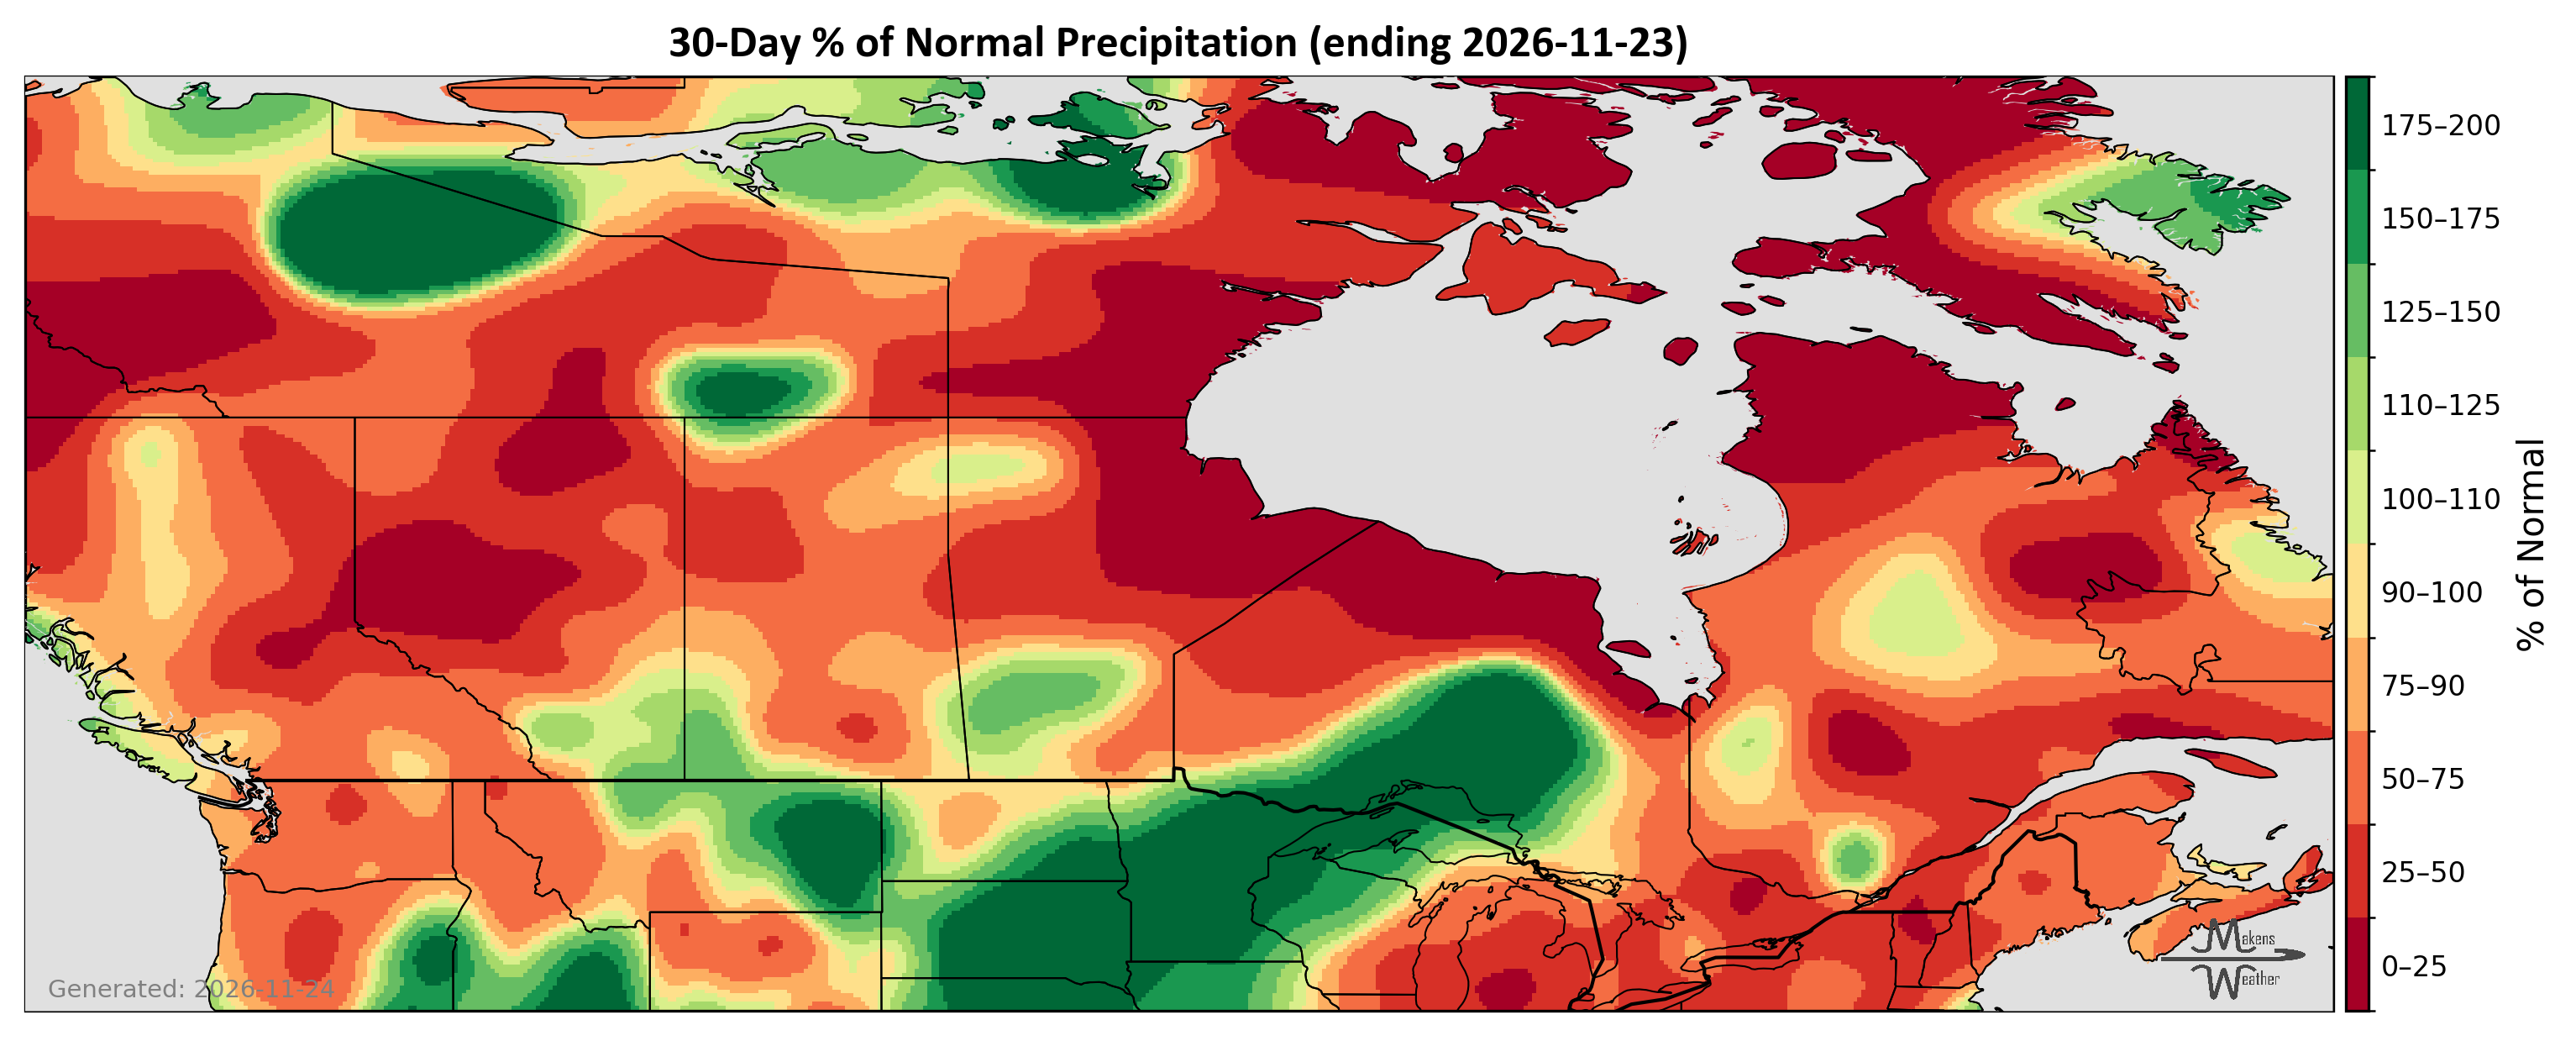 30-Day % of Normal Precipitation (ending 2026-11-23)
175–200
150–175
125–150
110–125
100–110
90–100
75–90
50–75
25–50
0–25
% of Normal
Generated: 2026-11-24
Makens
Weather